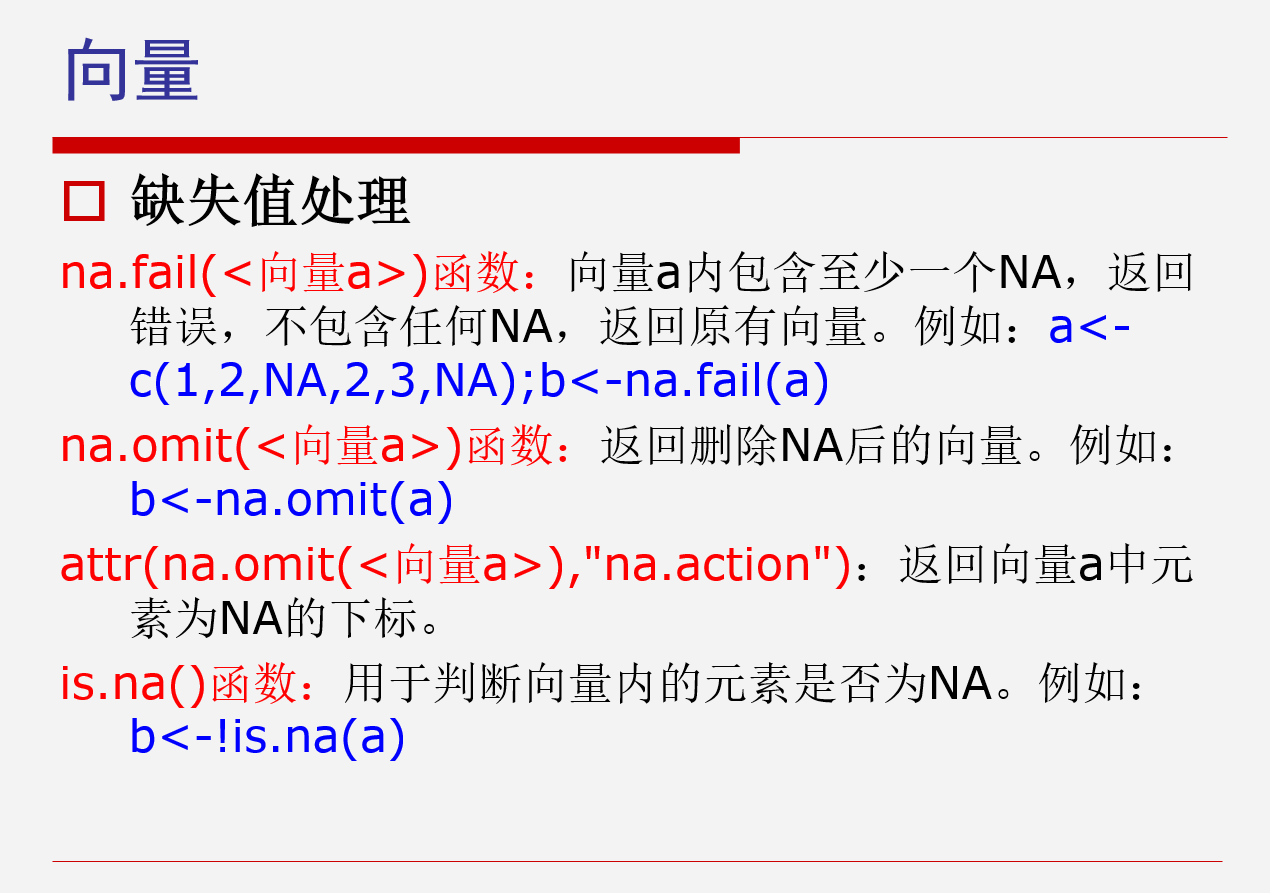 向量
缺失值处理
na.fail(<向量a>)函数：向量a内包含至少一个NA，返回
错误，不包含任何NA，返回原有向量。例如：a<-
c(1,2,NA,2,3,NA);b<-na.fail(a)
na.omit(<向量a>)函数：返回删除NA后的向量。例如：
b<-na.omit(a)
attr(na.omit(<向量a>),"na.action")：返回向量a中元
素为NA的下标。
is.na()函数：用于判断向量内的元素是否为NA。例如：
b<-!is.na(a)